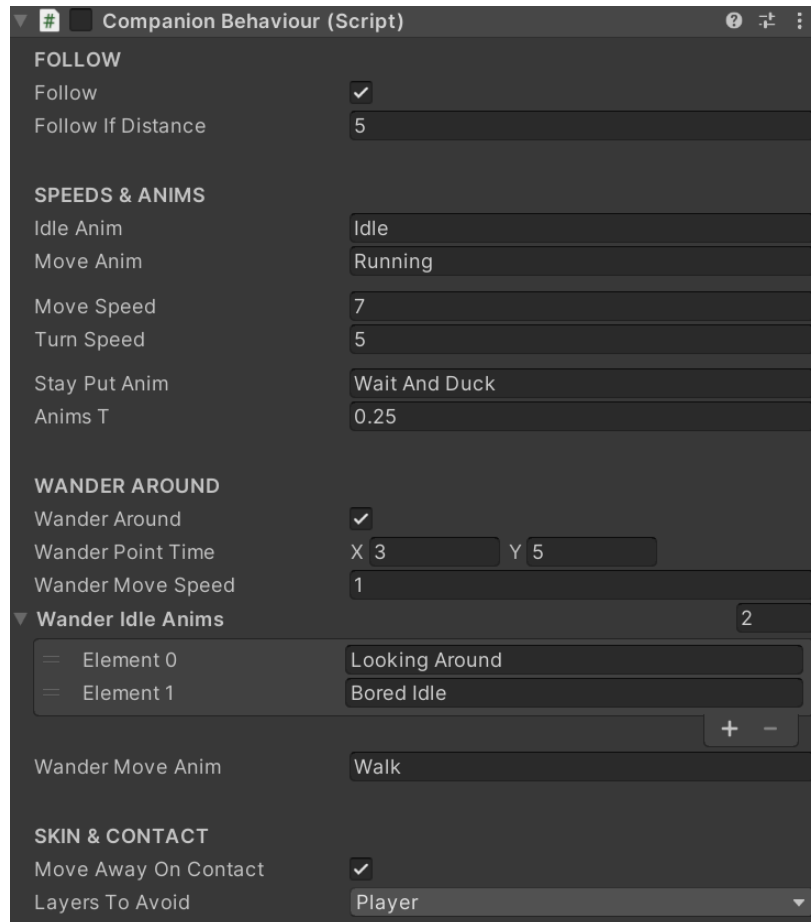 # Companion Behaviour (Script)
FOLLOW
Follow
Follow If Distance 5
SPEEDS & ANIMS
Idle Anim Idle
Move Anim Running
Move Speed 7
Turn Speed 5
Stay Put Anim Wait And Duck
Anims T 0.25
WANDER AROUND
Wander Around
Wander Point Time X 3 Y 5
Wander Move Speed 1
Wander Idle Anims 2
Element 0 Looking Around
Element 1 Bored Idle
+ −
Wander Move Anim Walk
SKIN & CONTACT
Move Away On Contact
Layers To Avoid Player